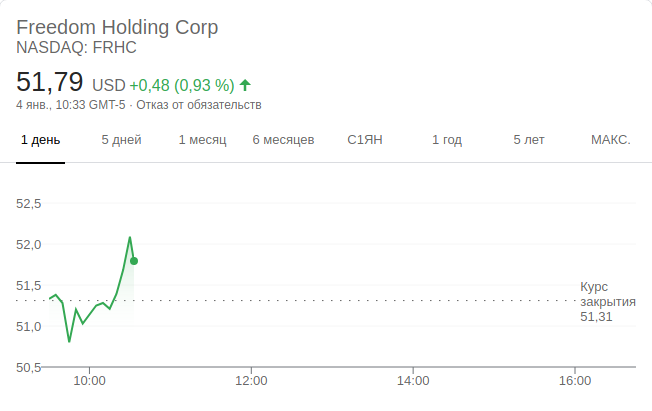 Freedom Holding Corp
NASDAQ: FRHC
51,79 USD +0,48 (0,93 %)
4 янв., 10:33 GMT-5 · Отказ от обязательств
1 день 5 дней 1 месяц 6 месяцев С1ЯН 1 год 5 лет МАКС.
52,5
52,0
51,5
51,0
50,5
Курс
закрытия
51,31
10:00 12:00 14:00 16:00